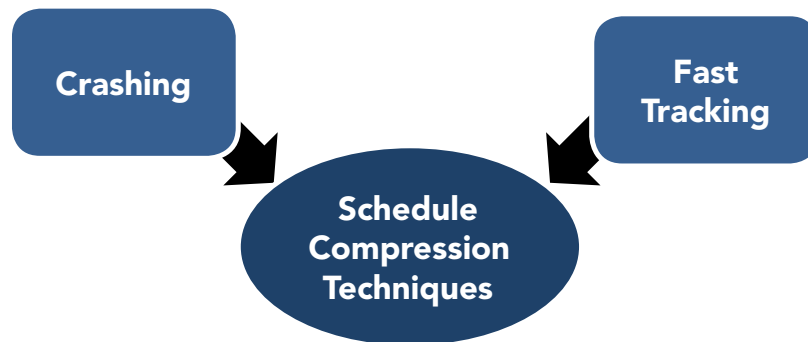 Crashing
Fast
Tracking
Schedule
Compression
Techniques